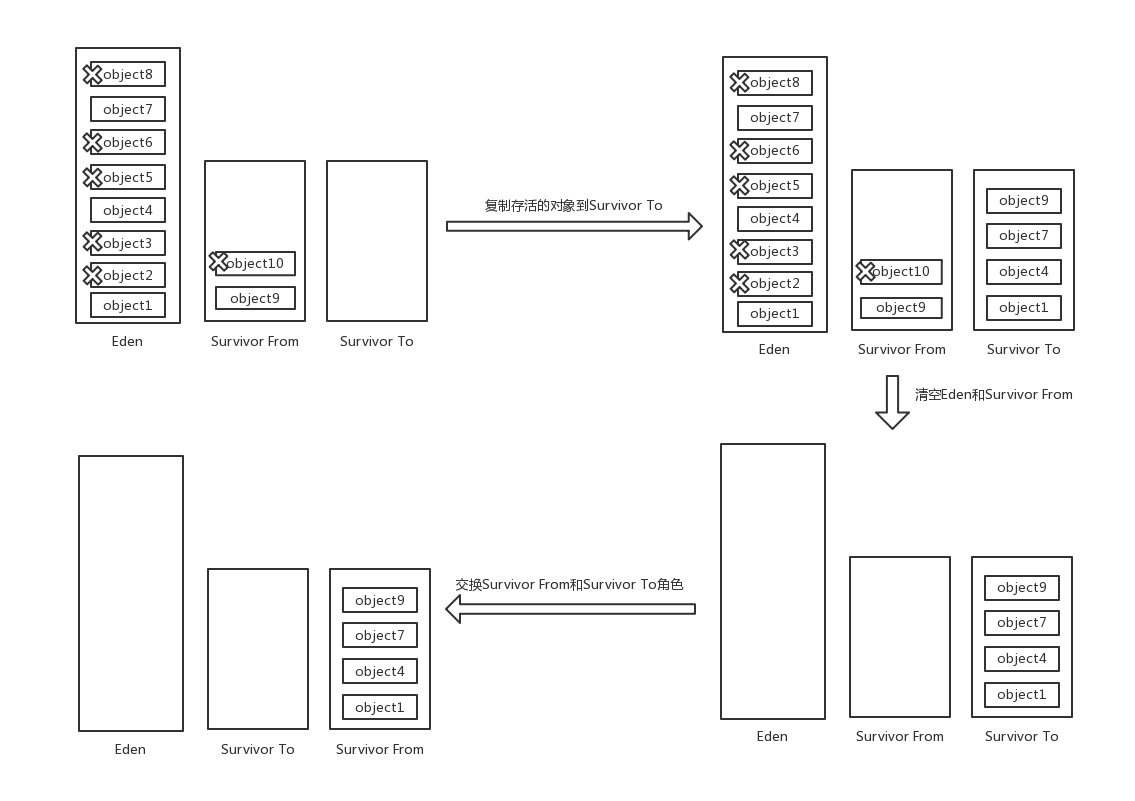 object8
object7
object6
object5
object4
object3
object2
object1
Eden
object10
object9
Survivor From
Survivor To
复制存活的对象到Survivor To
object8
object7
object6
object5
object4
object3
object2
object1
Eden
object10
object9
Survivor From
object9
object7
object4
object1
Survivor To
清空Eden和Survivor From
Eden
Survivor From
object9
object7
object4
object1
Survivor To
交换Survivor From和Survivor To角色
Eden
Survivor To
object9
object7
object4
object1
Survivor From